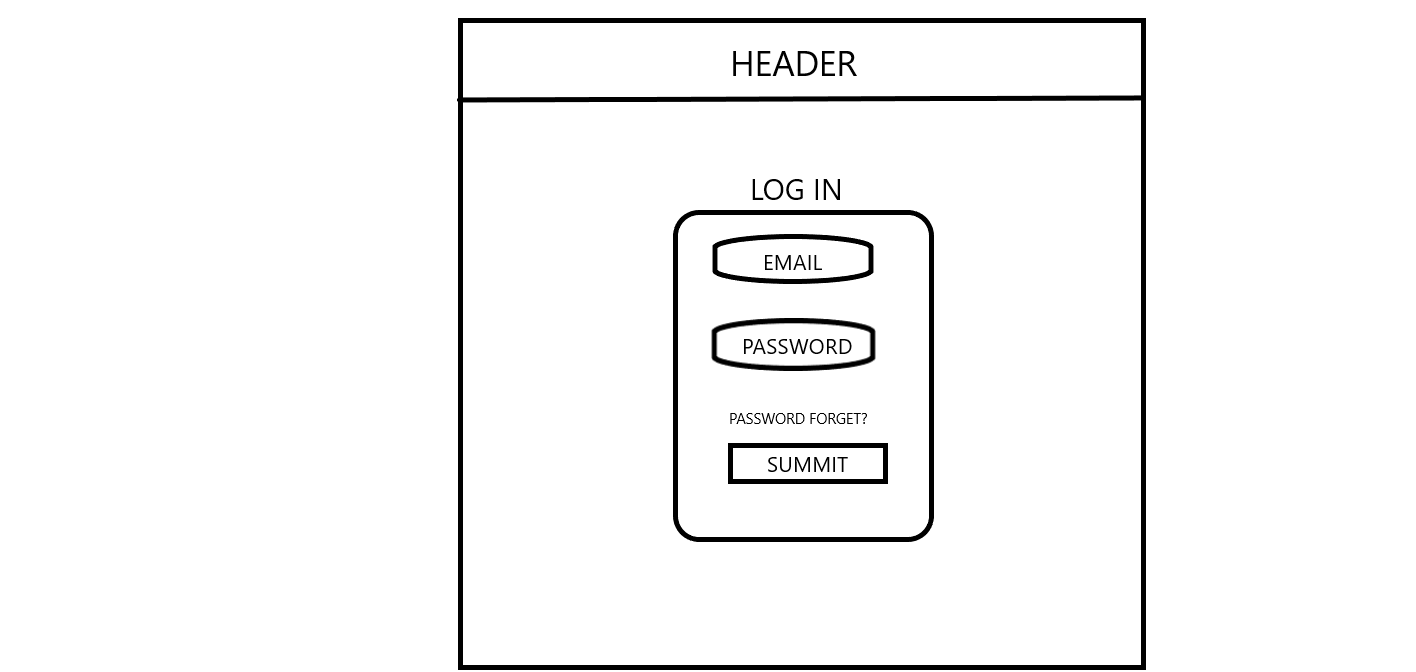 HEADER
LOG IN
EMAIL
PASSWORD
PASSWORD FORGET?
SUMMIT